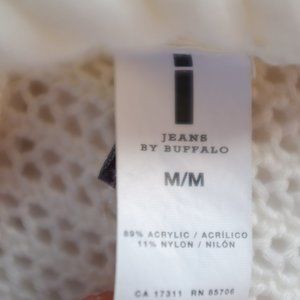 i
JEANS
BY BUFFALO
M/M
89% ACRYLIC / ACRÍLICO
11% NYLON / NILÓN
CA 17311 RN 85706